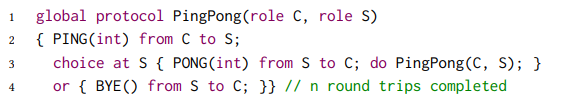 1 global protocol PingPong(role C, role S)
2 { PING(int) from C to S;
3 choice at S { PONG(int) from S to C; do PingPong(C, S); }
4 or { BYE() from S to C; }} // n round trips completed